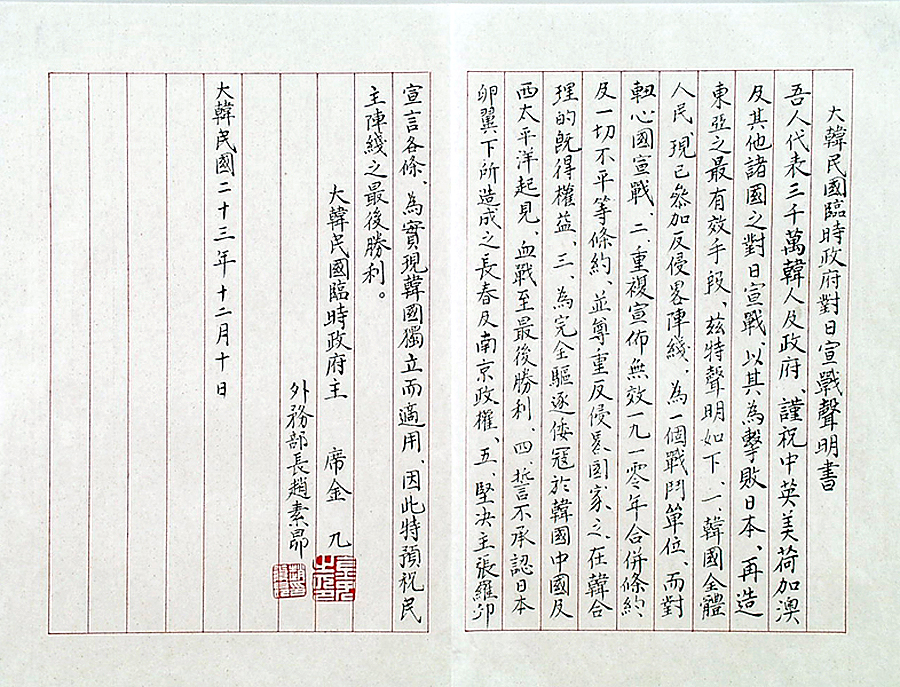 大韓民國臨時政府對日宣戰聲明書
吾人代表三千萬韓人及政府、謹祝中英美荷加澳
及其他諸國之對日宣戰、以其為擊敗日本、再造
東亞之最有效手段、茲特聲明如下、一、韓國全體
人民、現已參加反侵畧陣綫、為一個戰鬥單位、而對
軸心國宣戰、二、重複宣佈無效一九一零年合併條約
及一切不平等條約、並尊重反侵畧國家之、在韓合
理的既得權益、三、為完全驅逐倭寇於韓國中國及
西太平洋起見、血戰至最後勝利、四、誓不承認日本
卵翼下所造成之長春及南京政權、五、堅决主張羅卯
宣言各條、為實現韓國獨立而適用、因此特預祝民
主陣綫之最後勝利。
大韓民國臨時政府主 席金 九
外務部長趙素昂
大韓民國二十三年十二月十日